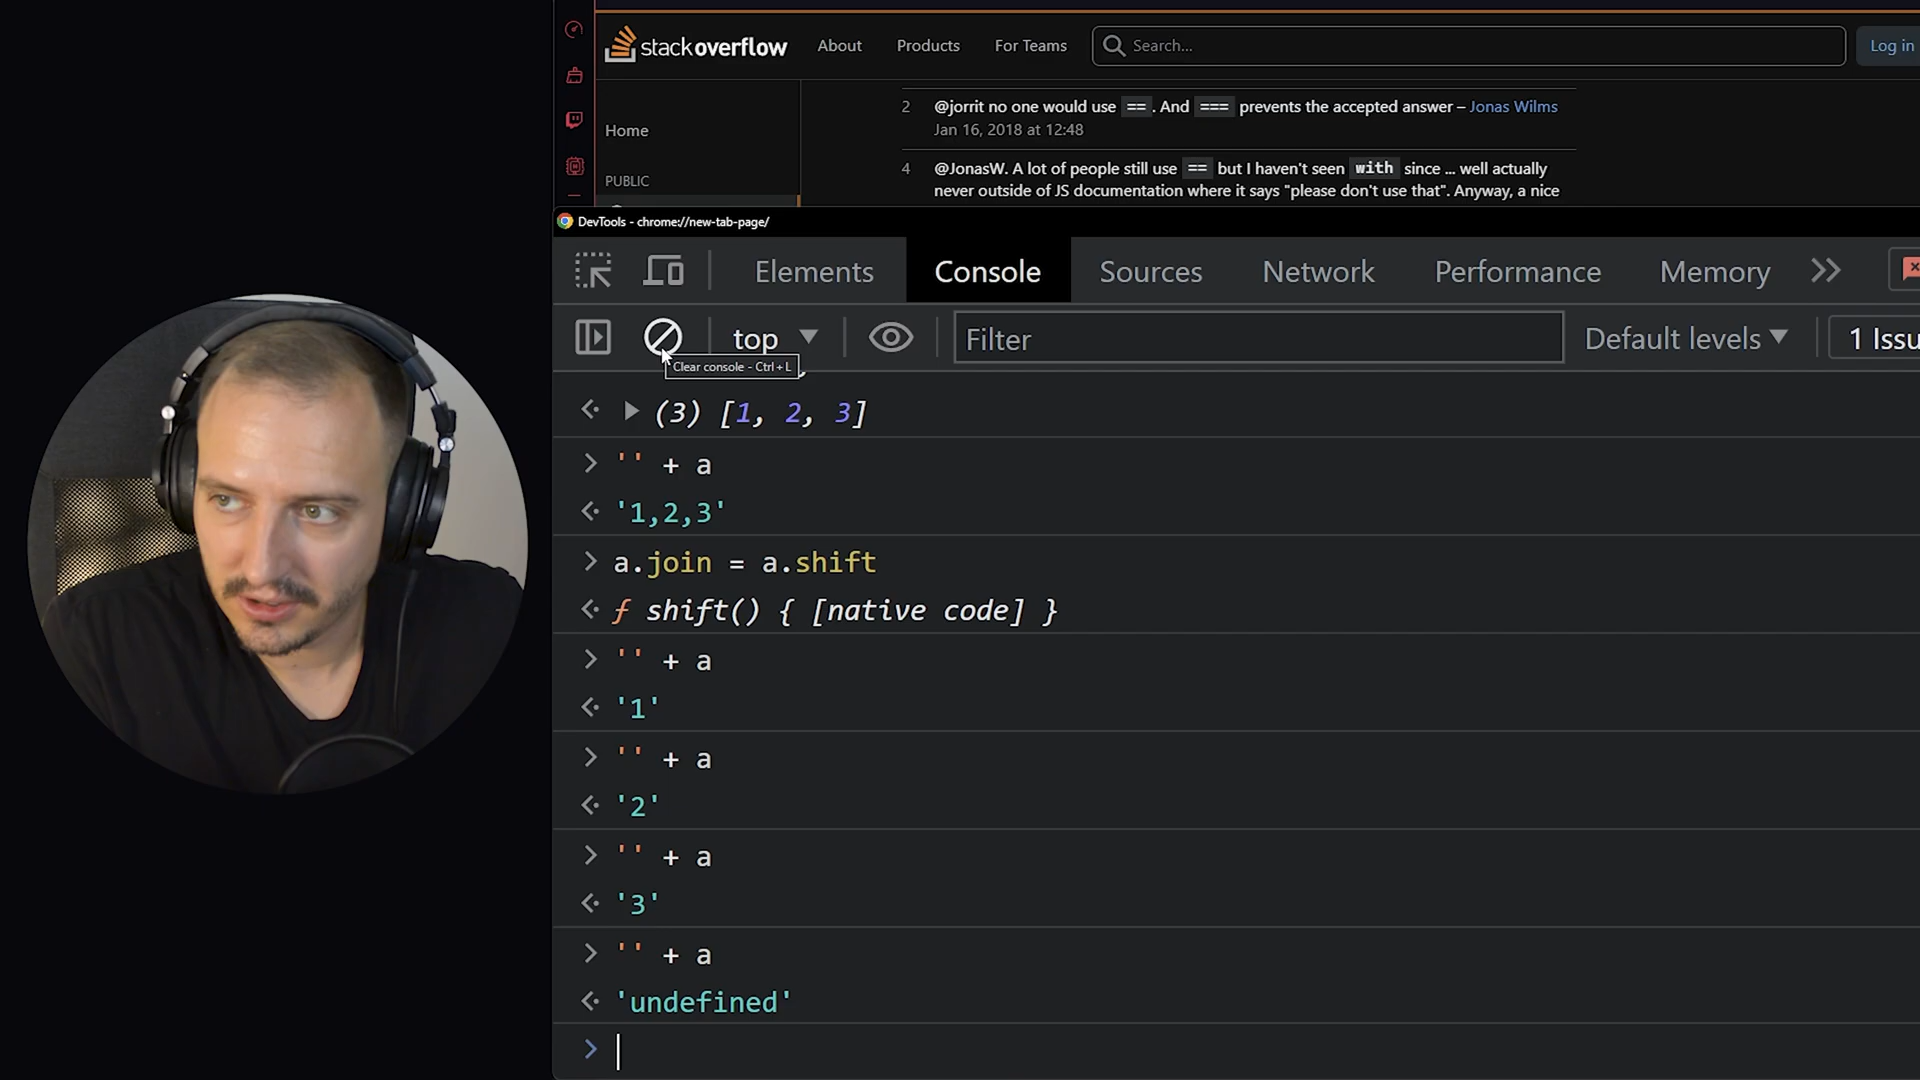 stackoverflow About Products For Teams Search... Log in
Home
PUBLIC
2 @jorrit no one would use == . And === prevents the accepted answer – Jonas Wilms
Jan 16, 2018 at 12:48
4 @JonasW. A lot of people still use == but I haven't seen with since ... well actually
never outside of JS documentation where it says "please don't use that". Anyway, a nice
DevTools - chrome://new-tab-page/
Elements Console Sources Network Performance Memory
top Filter Default levels 1 Issu
Clear console - Ctrl+L
(3) [1, 2, 3]
> '' + a
'1,2,3'
> a.join = a.shift
ƒ shift() { [native code] }
> '' + a
'1'
> '' + a
'2'
> '' + a
'3'
> '' + a
'undefined'
>